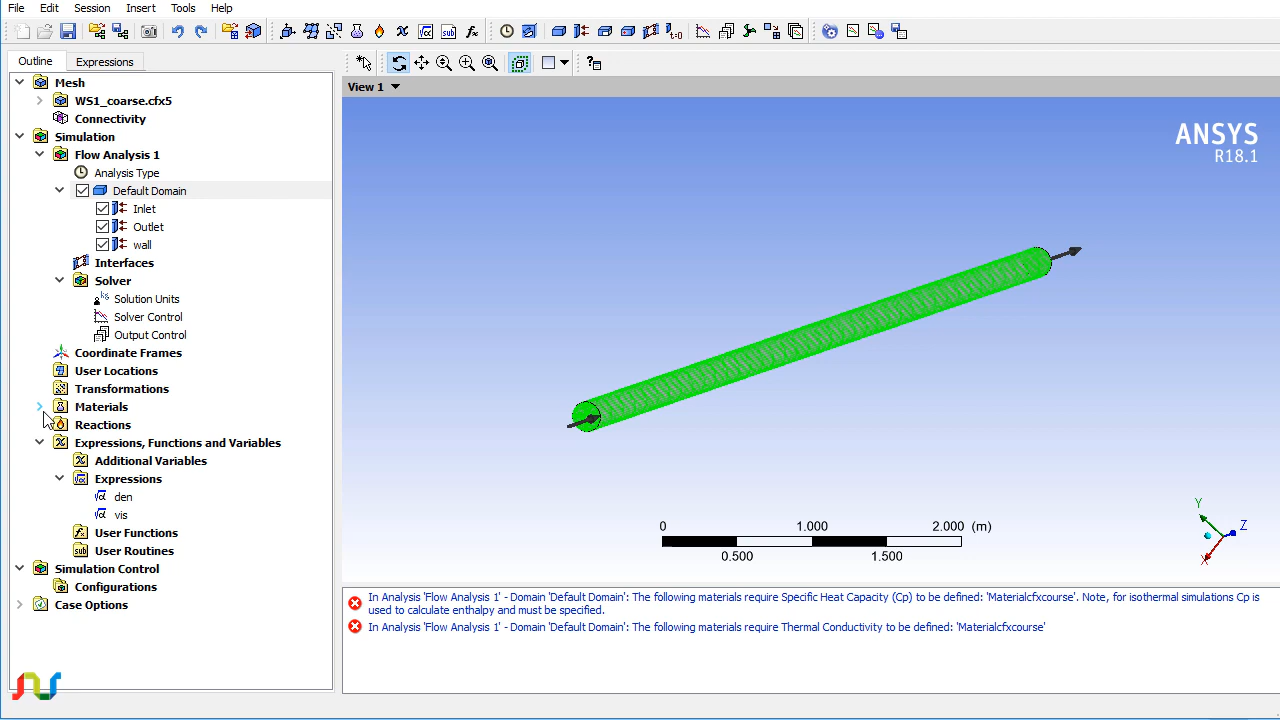 File Edit Session Insert Tools Help
Outline Expressions
Mesh
WS1_coarse.cfx5
Connectivity
Simulation
Flow Analysis 1
Analysis Type
Default Domain
Inlet
Outlet
wall
Interfaces
Solver
Solution Units
Solver Control
Output Control
Coordinate Frames
User Locations
Transformations
Materials
Reactions
Expressions, Functions and Variables
Additional Variables
Expressions
den
vis
User Functions
User Routines
Simulation Control
Configurations
Case Options
View 1
ANSYS
R18.1
0 1.000 2.000 (m)
0.500 1.500
Y
Z
X
In Analysis 'Flow Analysis 1' - Domain 'Default Domain': The following materials require Specific Heat Capacity (Cp) to be defined: 'Materialcfxcourse'. Note, for isothermal simulations Cp is
used to calculate enthalpy and must be specified.
In Analysis 'Flow Analysis 1' - Domain 'Default Domain': The following materials require Thermal Conductivity to be defined: 'Materialcfxcourse'